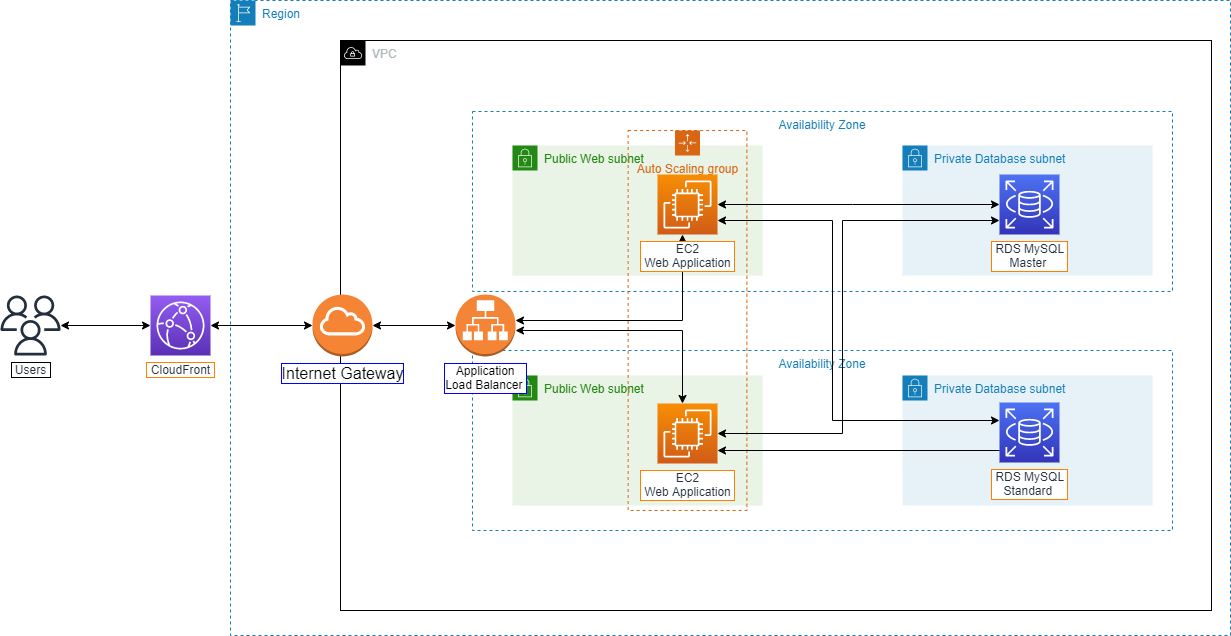 Region
VPC
Availability Zone
Public Web subnet
Auto Scaling group
Private Database subnet
EC2
Web Application
RDS MySQL
Master
Users
CloudFront
Internet Gateway
Application
Load Balancer
Availability Zone
Public Web subnet
Private Database subnet
EC2
Web Application
RDS MySQL
Standard